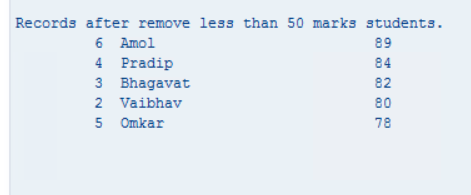 Records after remove less than 50 marks students.
6 Amol 89
4 Pradip 84
3 Bhagavat 82
2 Vaibhav 80
5 Omkar 78